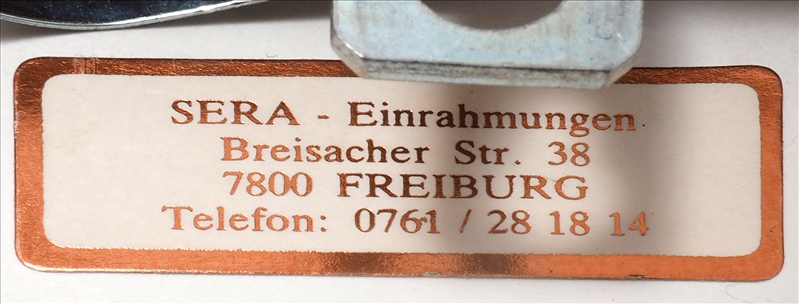 SERA - Einrahmungen
Breisacher Str. 38
7800 FREIBURG
Telefon: 0761 / 28 18 14